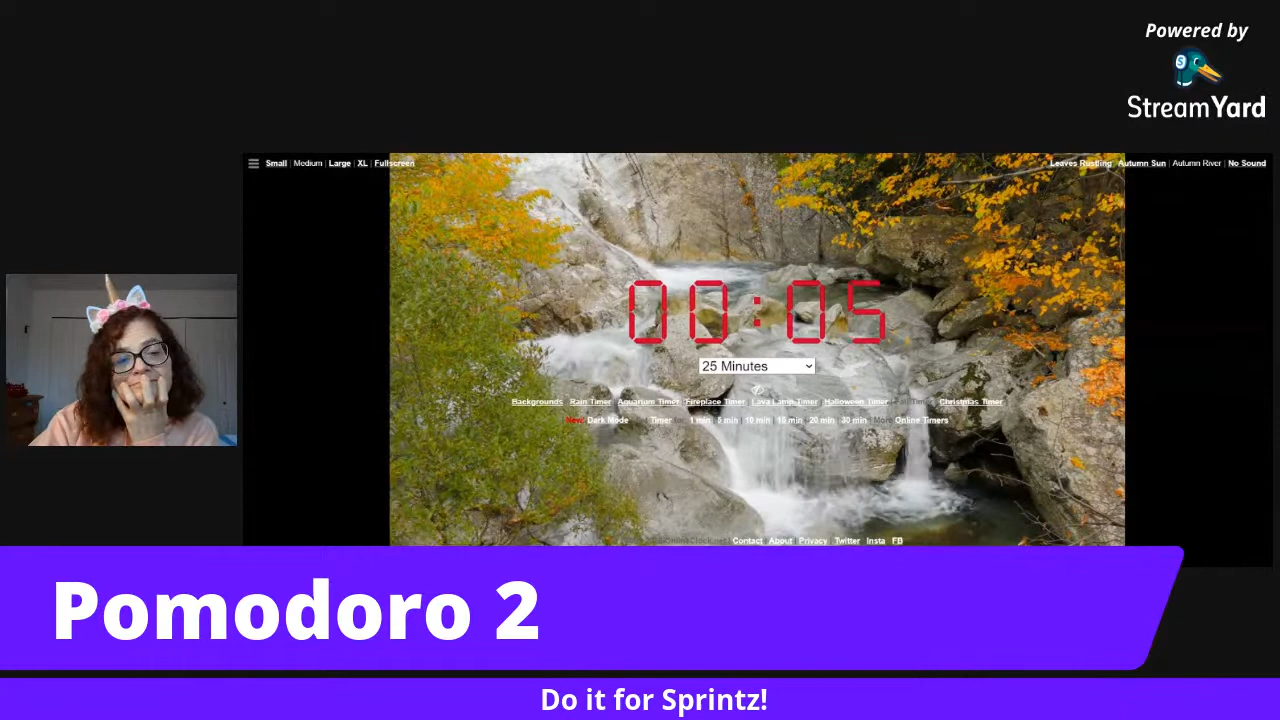 Powered by
StreamYard
Small | Medium | Large | XL | Fullscreen
Leaves Rustling | Autumn Sun | Autumn River | No Sound
00:05
25 Minutes
Backgrounds Rain Timer Aquarium Timer Fireplace Timer Lava Lamp Timer Halloween Timer Christmas Timer
New: Dark Mode Timer 1 min 5 min 10 min 15 min 20 min 30 min Online Timers
Contact | About | Privacy | Twitter Insta FB
Pomodoro 2
Do it for Sprintz!